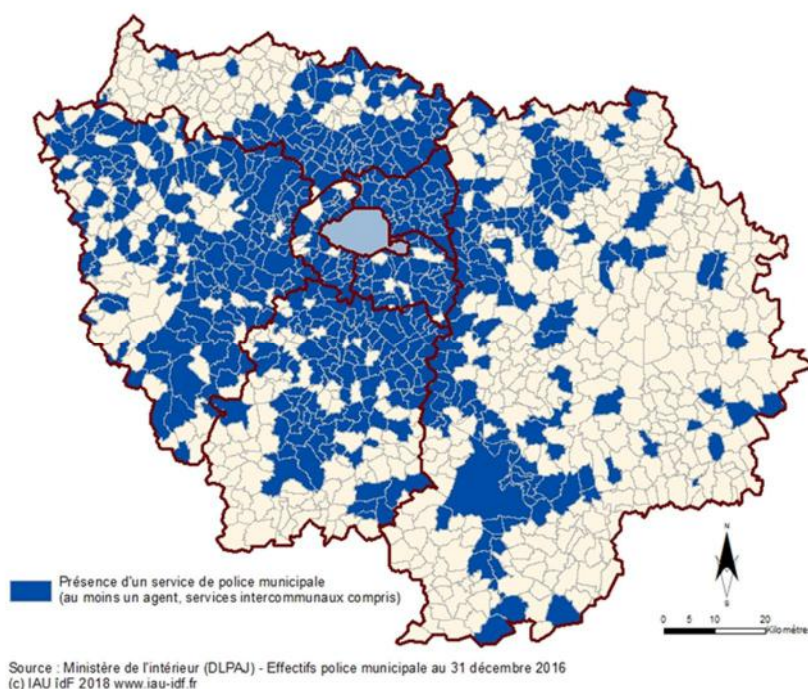 N
S
Présence d'un service de police municipale
(au moins un agent, services intercommunaux compris)
0 5 10 20
Kilomètres
Source : Ministère de l'intérieur (DLPAJ) - Effectifs police municipale au 31 décembre 2016
(c) IAU îdF 2018 www.iau-idf.fr